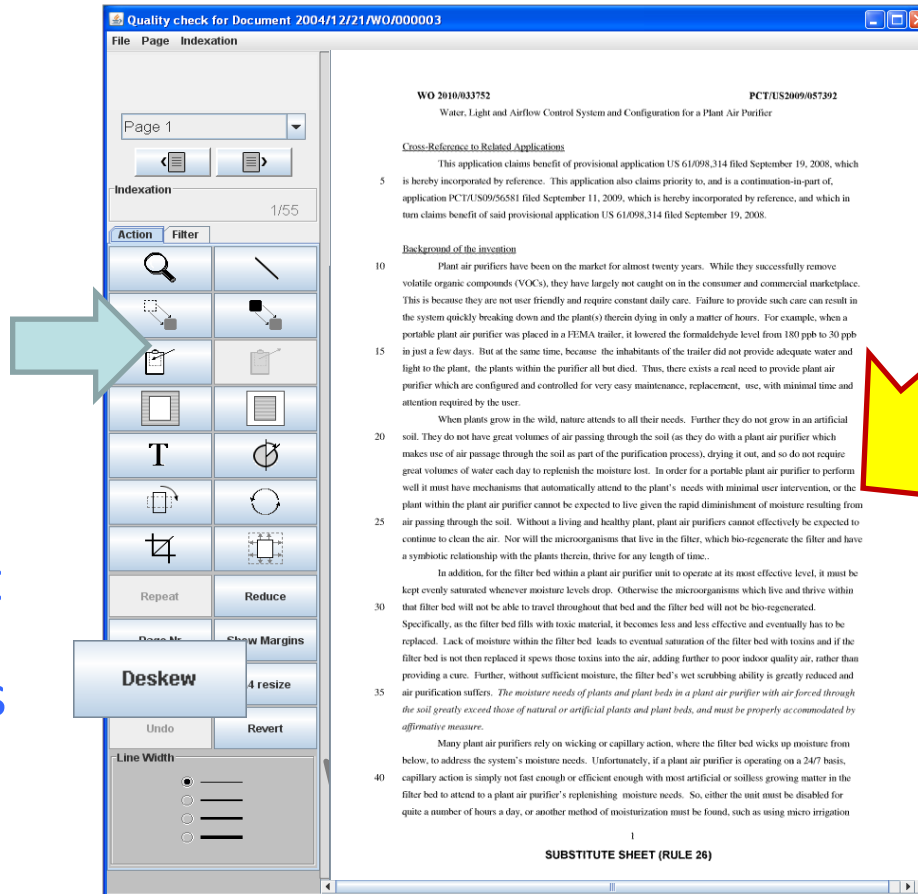 Quality check for Document 2004/12/21/WO/000003
File Page Indexation
Page 1
Indexation
1/55
Action Filter
T
Repeat Reduce
Page Nr Show Margins
Deskew
A4 resize
Undo Revert
Line Width
WO 2010/033752 PCT/US2009/057392
Water, Light and Airflow Control System and Configuration for a Plant Air Purifier
Cross-Reference to Related Applications
This application claims benefit of provisional application US 61/098,314 filed September 19, 2008, which
5 is hereby incorporated by reference. This application also claims priority to, and is a continuation-in-part of,
application PCT/US09/56581 filed September 11, 2009, which is hereby incorporated by reference, and which in
turn claims benefit of said provisional application US 61/098,314 filed September 19, 2008.
Background of the invention
10 Plant air purifiers have been on the market for almost twenty years. While they successfully remove
volatile organic compounds (VOCs), they have largely not caught on in the consumer and commercial marketplace.
This is because they are not user friendly and require constant daily care. Failure to provide such care can result in
the system quickly breaking down and the plant(s) therein dying in only a matter of hours. For example, when a
portable plant air purifier was placed in a FEMA trailer, it lowered the formaldehyde level from 180 ppb to 30 ppb
15 in just a few days. But at the same time, because the inhabitants of the trailer did not provide adequate water and
light to the plant, the plants within the purifier all but died. Thus, there exists a real need to provide plant air
purifier which are configured and controlled for very easy maintenance, replacement, use, with minimal time and
attention required by the user.
When plants grow in the wild, nature attends to all their needs. Further they do not grow in an artificial
20 soil. They do not have great volumes of air passing through the soil (as they do with a plant air purifier which
makes use of air passage through the soil as part of the purification process), drying it out, and so do not require
great volumes of water each day to replenish the moisture lost. In order for a portable plant air purifier to perform
well it must have mechanisms that automatically attend to the plant's needs with minimal user intervention, or the
plant within the plant air purifier cannot be expected to live given the rapid diminishment of moisture resulting from
25 air passing through the soil. Without a living and healthy plant, plant air purifiers cannot effectively be expected to
continue to clean the air. Nor will the microorganisms that live in the filter, which bio-regenerate the filter and have
a symbiotic relationship with the plants therein, thrive for any length of time..
In addition, for the filter bed within a plant air purifier unit to operate at its most effective level, it must be
kept evenly saturated whenever moisture levels drop. Otherwise the microorganisms which live and thrive within
30 that filter bed will not be able to travel throughout that bed and the filter bed will not be bio-regenerated.
Specifically, as the filter bed fills with toxic material, it becomes less and less effective and eventually has to be
replaced. Lack of moisture within the filter bed leads to eventual saturation of the filter bed with toxins and if the
filter bed is not then replaced it spews those toxins into the air, adding further to poor indoor quality air, rather than
providing a cure. Further, without sufficient moisture, the filter bed's wet scrubbing ability is greatly reduced and
35 air purification suffers. The moisture needs of plants and plant beds in a plant air purifier with air forced through
the soil greatly exceed those of natural or artificial plants and plant beds, and must be properly accommodated by
affirmative measure.
Many plant air purifiers rely on wicking or capillary action, where the filter bed wicks up moisture from
below, to address the system's moisture needs. Unfortunately, if a plant air purifier is operating on a 24/7 basis,
40 capillary action is simply not fast enough or efficient enough with most artificial or soilless growing matter in the
filter bed to attend to a plant air purifier's replenishing moisture needs. So, either the unit must be disabled for
quite a number of hours a day, or another method of moisturization must be found, such as using micro irrigation
1
SUBSTITUTE SHEET (RULE 26)